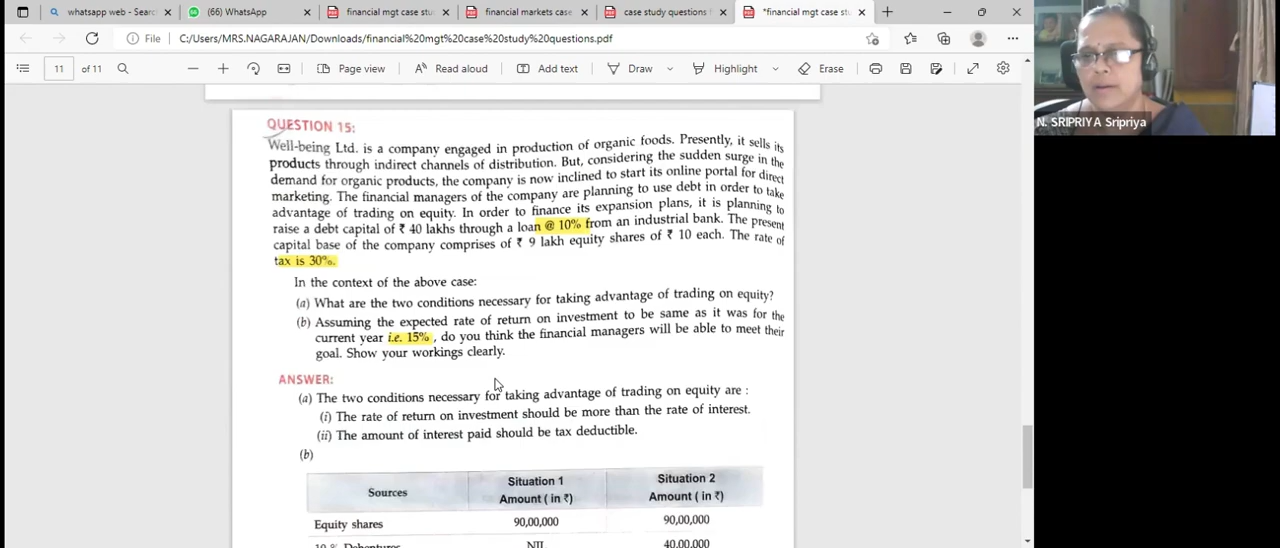 whatsapp web - Searc
(66) WhatsApp
financial mgt case stu
financial markets case
case study questions f
*financial mgt case stu
File
C:/Users/MRS.NAGARAJAN/Downloads/financial%20mgt%20case%20study%20questions.pdf
11 of 11
Page view
Read aloud
Add text
Draw
Highlight
Erase
N. SRIPRIYA Sripriya
QUESTION 15:
Well-being Ltd. is a company engaged in production of organic foods. Presently, it sells its
products through indirect channels of distribution. But, considering the sudden surge in the
demand for organic products, the company is now inclined to start its online portal for direct
marketing. The financial managers of the company are planning to use debt in order to take
advantage of trading on equity. In order to finance its expansion plans, it is planning to
raise a debt capital of ₹ 40 lakhs through a loan @ 10% from an industrial bank. The present
capital base of the company comprises of ₹ 9 lakh equity shares of ₹ 10 each. The rate of
tax is 30%.
In the context of the above case:
(a) What are the two conditions necessary for taking advantage of trading on equity?
(b) Assuming the expected rate of return on investment to be same as it was for the
current year i.e. 15% , do you think the financial managers will be able to meet their
goal. Show your workings clearly.
ANSWER:
(a) The two conditions necessary for taking advantage of trading on equity are :
(i) The rate of return on investment should be more than the rate of interest.
(ii) The amount of interest paid should be tax deductible.
(b)
Sources
Situation 1
Amount ( in ₹)
Situation 2
Amount ( in ₹)
Equity shares 90,00,000 90,00,000
10 % Debentures NIL 40,00,000